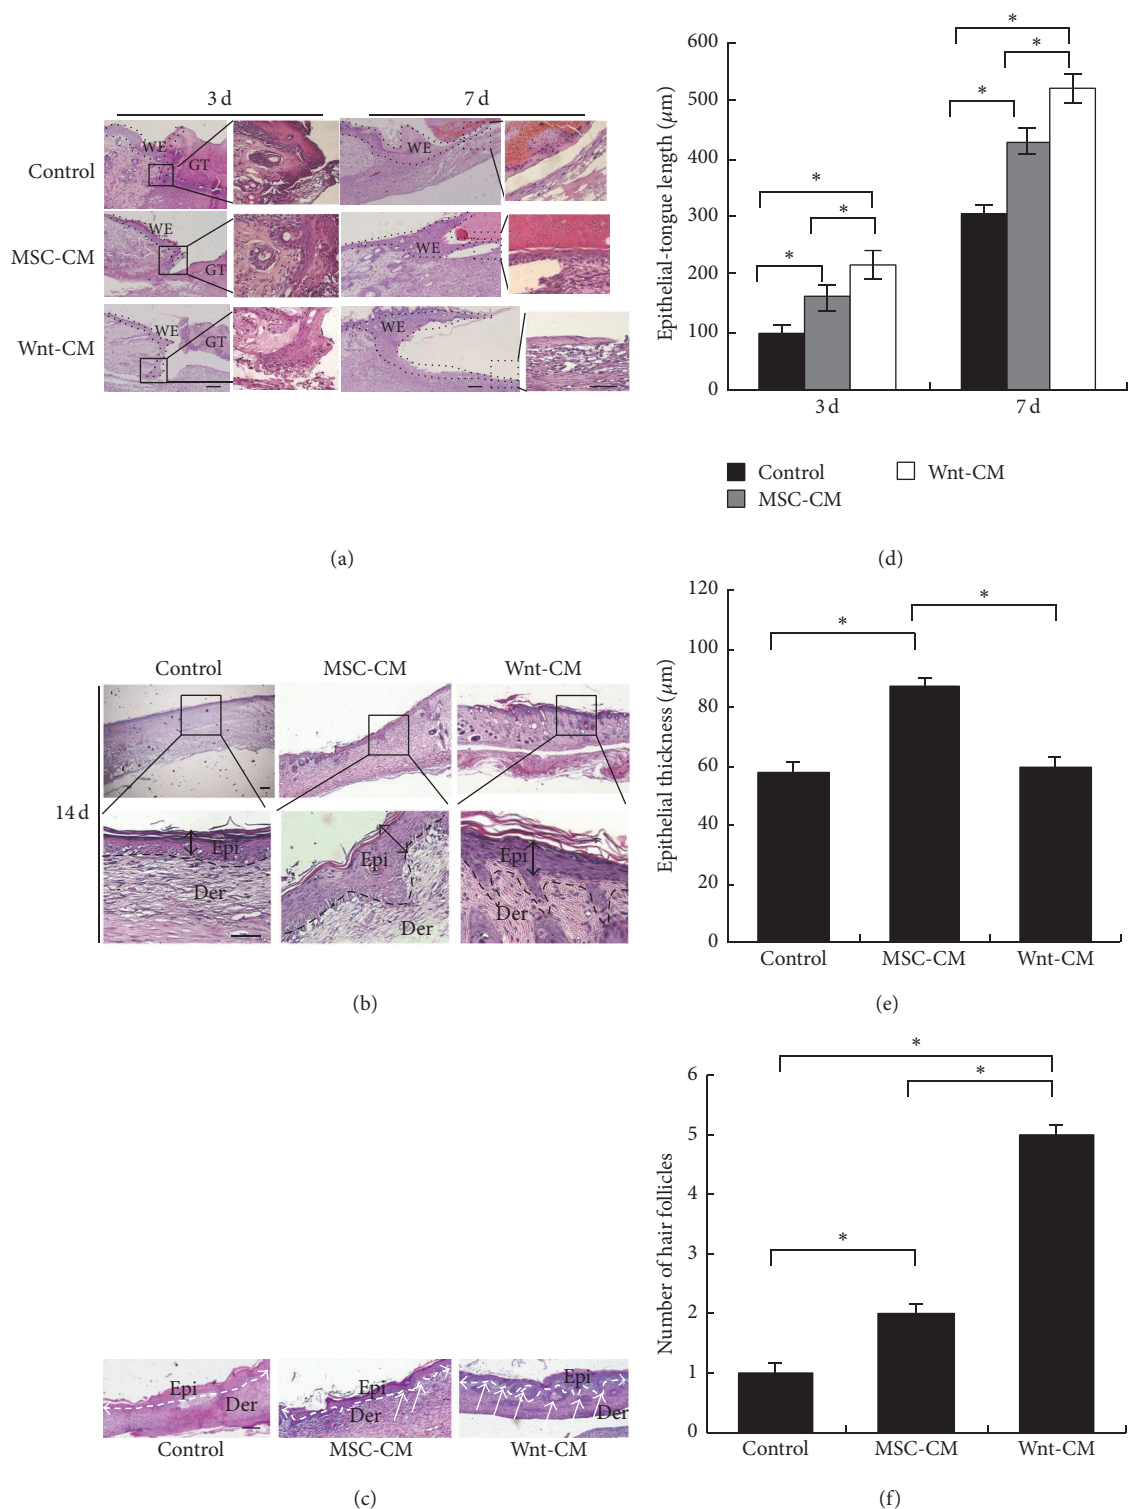 3 d
7 d
Control
WE
GT
WE
MSC-CM
WE
GT
WE
Wnt-CM
WE
GT
WE
(a)
Epithelial-tongue length (μm)
600
500
400
300
200
100
0
*
*
*
*
*
*
3 d
7 d
Control
Wnt-CM
MSC-CM
(d)
Control
MSC-CM
Wnt-CM
14 d
Epi
Der
Epi
Der
Epi
Der
(b)
Epithelial thickness (μm)
120
100
80
60
40
20
0
*
*
Control
MSC-CM
Wnt-CM
(e)
Epi
Der
Epi
Der
Epi
Der
Control
MSC-CM
Wnt-CM
(c)
Number of hair follicles
6
5
4
3
2
1
0
*
*
*
Control
MSC-CM
Wnt-CM
(f)